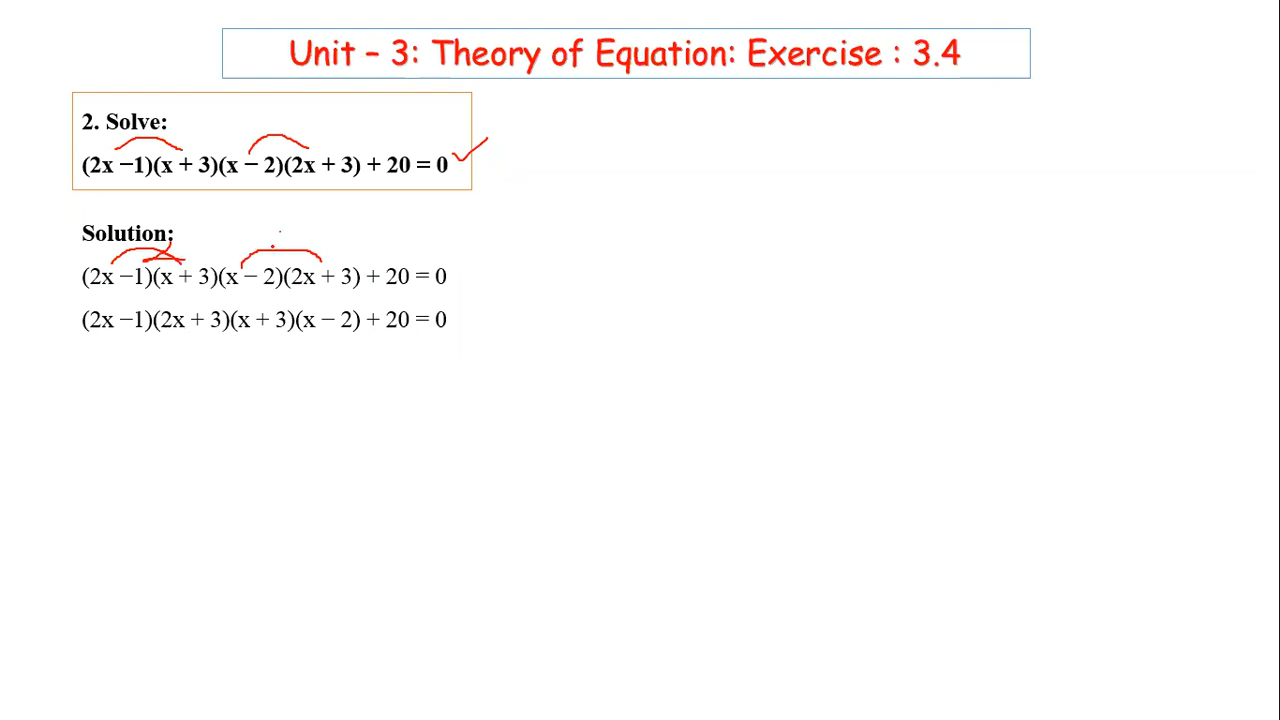 Unit – 3: Theory of Equation: Exercise : 3.4
2. Solve:
(2x −1)(x + 3)(x − 2)(2x + 3) + 20 = 0
Solution:
(2x −1)(x + 3)(x − 2)(2x + 3) + 20 = 0
(2x −1)(2x + 3)(x + 3)(x − 2) + 20 = 0